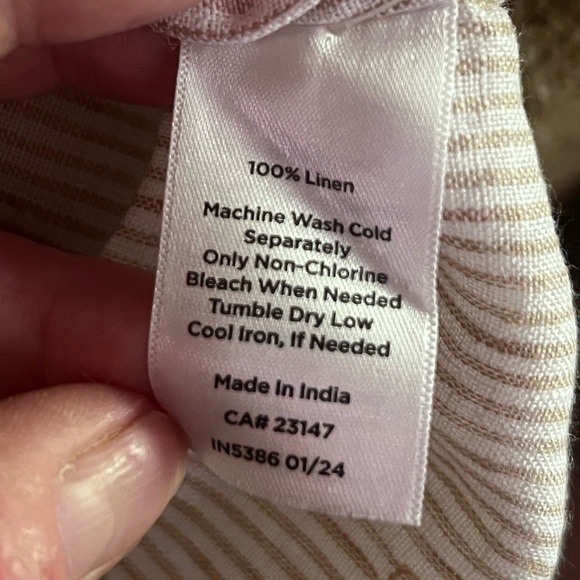 100% Linen
Machine Wash Cold
Separately
Only Non-Chlorine
Bleach When Needed
Tumble Dry Low
Cool Iron, If Needed
Made In India
CA# 23147
IN5386 01/24